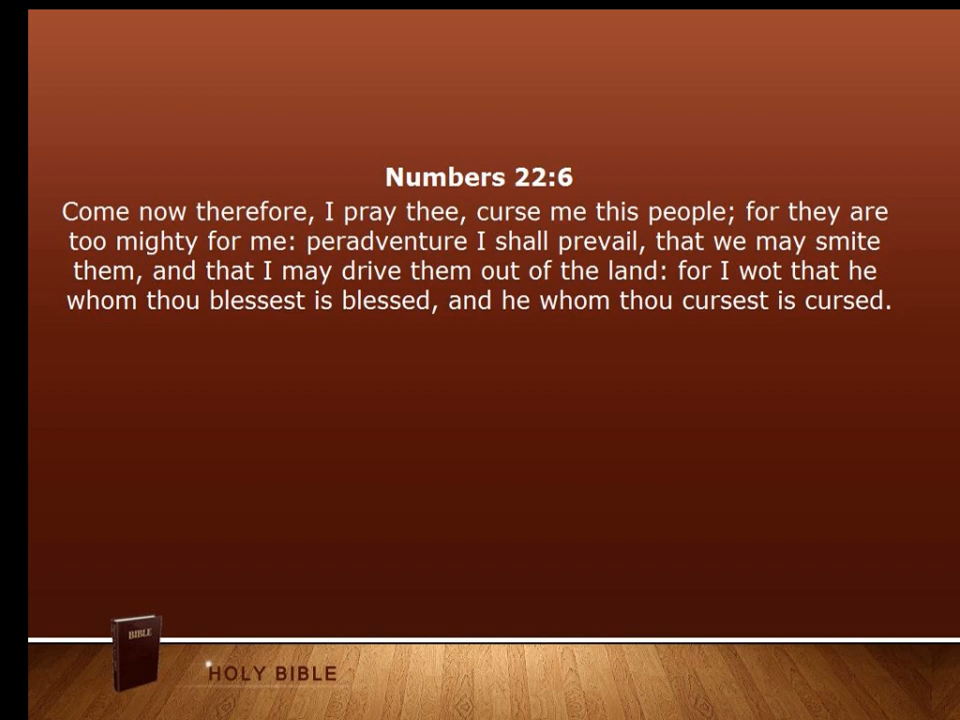 Numbers 22:6
Come now therefore, I pray thee, curse me this people; for they are
too mighty for me: peradventure I shall prevail, that we may smite
them, and that I may drive them out of the land: for I wot that he
whom thou blessest is blessed, and he whom thou cursest is cursed.
BIBLE
HOLY BIBLE